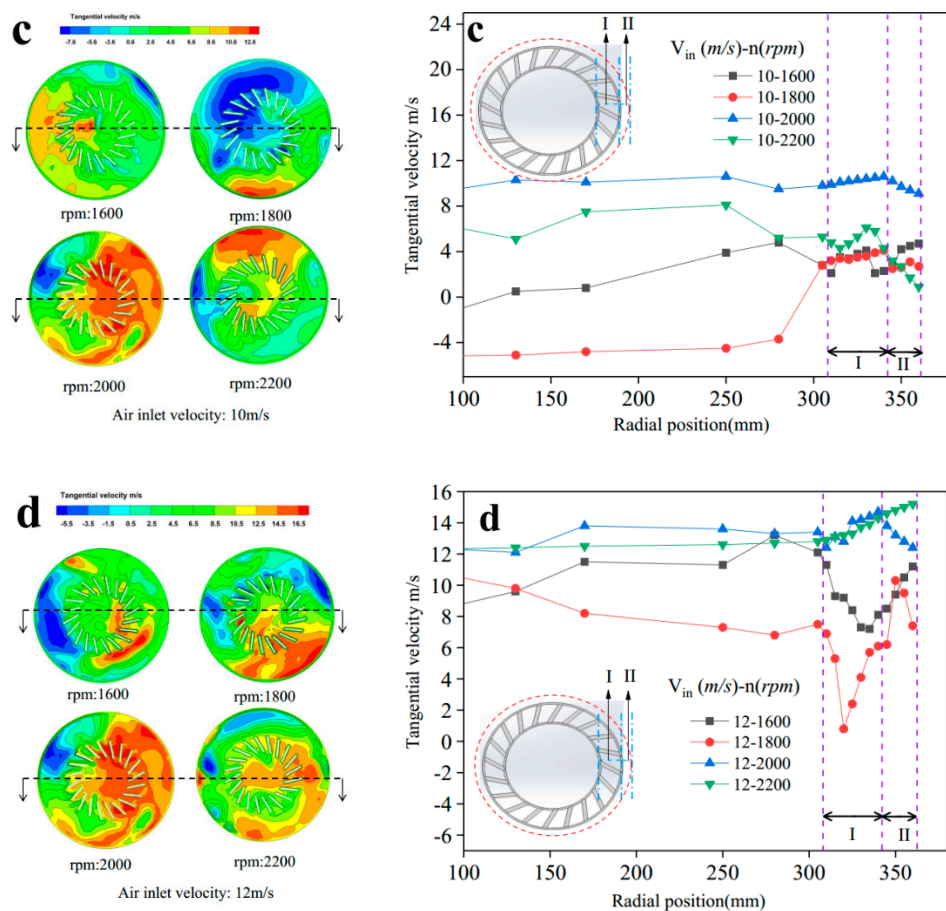 c
Tangential velocity m/s
-7.6 -5.6 -3.6 -1.6 0.6 2.6 4.6 6.6 8.6 10.6 12.6
rpm:1600
rpm:1800
rpm:2000
rpm:2200
Air inlet velocity: 10m/s
c
Tangential velocity m/s
24
20
16
12
8
4
0
-4
I II
V_in (m/s)-n(rpm)
10-1600
10-1800
10-2000
10-2200
I II
100 150 200 250 300 350
Radial position(mm)
d
Tangential velocity m/s
-5.5 -3.5 -1.5 0.5 2.5 4.5 6.5 8.5 10.5 12.5 14.5 16.5
rpm:1600
rpm:1800
rpm:2000
rpm:2200
Air inlet velocity: 12m/s
d
Tangential velocity m/s
16
14
12
10
8
6
4
2
0
-2
-4
-6
I II
V_in (m/s)-n(rpm)
12-1600
12-1800
12-2000
12-2200
I II
100 150 200 250 300 350
Radial position(mm)